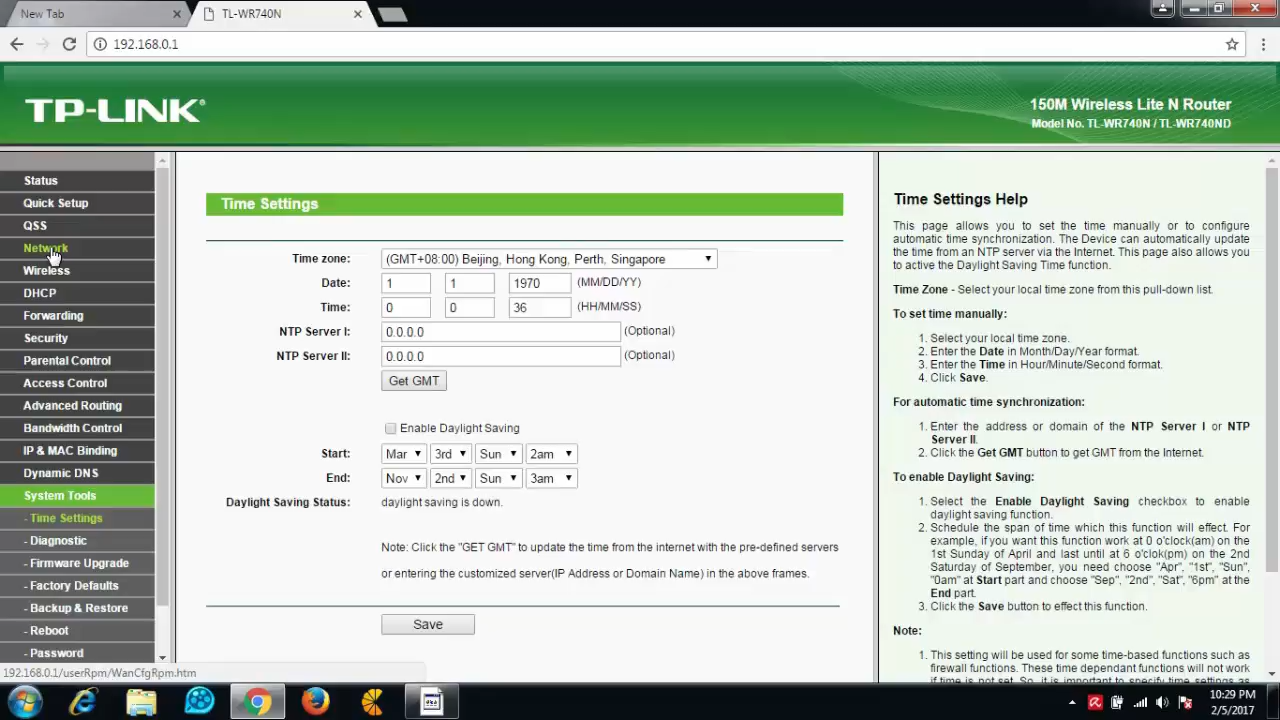 New Tab
TL-WR740N
192.168.0.1
TP-LINK®
150M Wireless Lite N Router
Model No. TL-WR740N / TL-WR740ND
Status
Quick Setup
QSS
Network
Wireless
DHCP
Forwarding
Security
Parental Control
Access Control
Advanced Routing
Bandwidth Control
IP & MAC Binding
Dynamic DNS
System Tools
- Time Settings
- Diagnostic
- Firmware Upgrade
- Factory Defaults
- Backup & Restore
- Reboot
- Password
Time Settings
Time zone: (GMT+08:00) Beijing, Hong Kong, Perth, Singapore
Date: 1 1 1970 (MM/DD/YY)
Time: 0 0 36 (HH/MM/SS)
NTP Server I: 0.0.0.0 (Optional)
NTP Server II: 0.0.0.0 (Optional)
Get GMT
Enable Daylight Saving
Start: Mar 3rd Sun 2am
End: Nov 2nd Sun 3am
Daylight Saving Status: daylight saving is down.
Note: Click the "GET GMT" to update the time from the internet with the pre-defined servers
or entering the customized server(IP Address or Domain Name) in the above frames.
Save
Time Settings Help
This page allows you to set the time manually or to configure
automatic time synchronization. The Device can automatically update
the time from an NTP server via the Internet. This page also allows you
to active the Daylight Saving Time function.
Time Zone - Select your local time zone from this pull-down list.
To set time manually:
1. Select your local time zone.
2. Enter the Date in Month/Day/Year format.
3. Enter the Time in Hour/Minute/Second format.
4. Click Save.
For automatic time synchronization:
1. Enter the address or domain of the NTP Server I or NTP
Server II.
2. Click the Get GMT button to get GMT from the Internet.
To enable Daylight Saving:
1. Select the Enable Daylight Saving checkbox to enable
daylight saving function.
2. Schedule the span of time which this function will effect. For
example, if you want this function work at 0 o'clok(am) on the
1st Sunday of April and last until at 6 o'lok(pm) on the 2nd
Saturday of September, you need choose "Apr", "1st", "Sun",
"0am" at Start part and choose "Sep", "2nd", "Sat", "6pm" at the
End part.
3. Click the Save button to effect this function.
Note:
1. This setting will be used for some time-based functions such as
firewall functions. These time dependant functions will not work
if time is not set. So, it is important to specify time settings as
192.168.0.1/userRpm/WanCfgRpm.htm
10:29 PM
2/5/2017